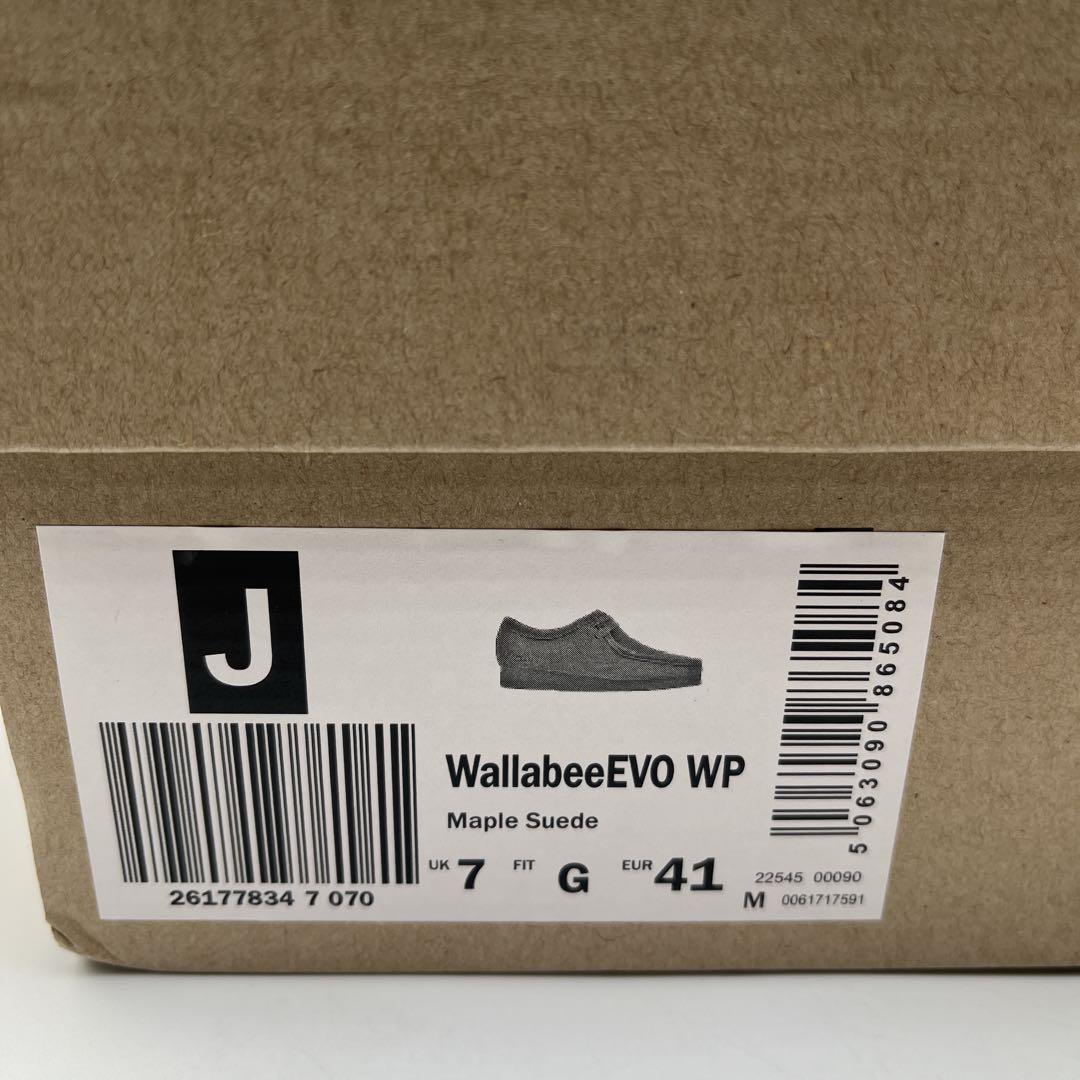 J
26177834 7 070
WallabeeEVO WP
Maple Suede
UK 7 FIT G EUR 41
22545 00090
M 0061717591
5 063090 865084